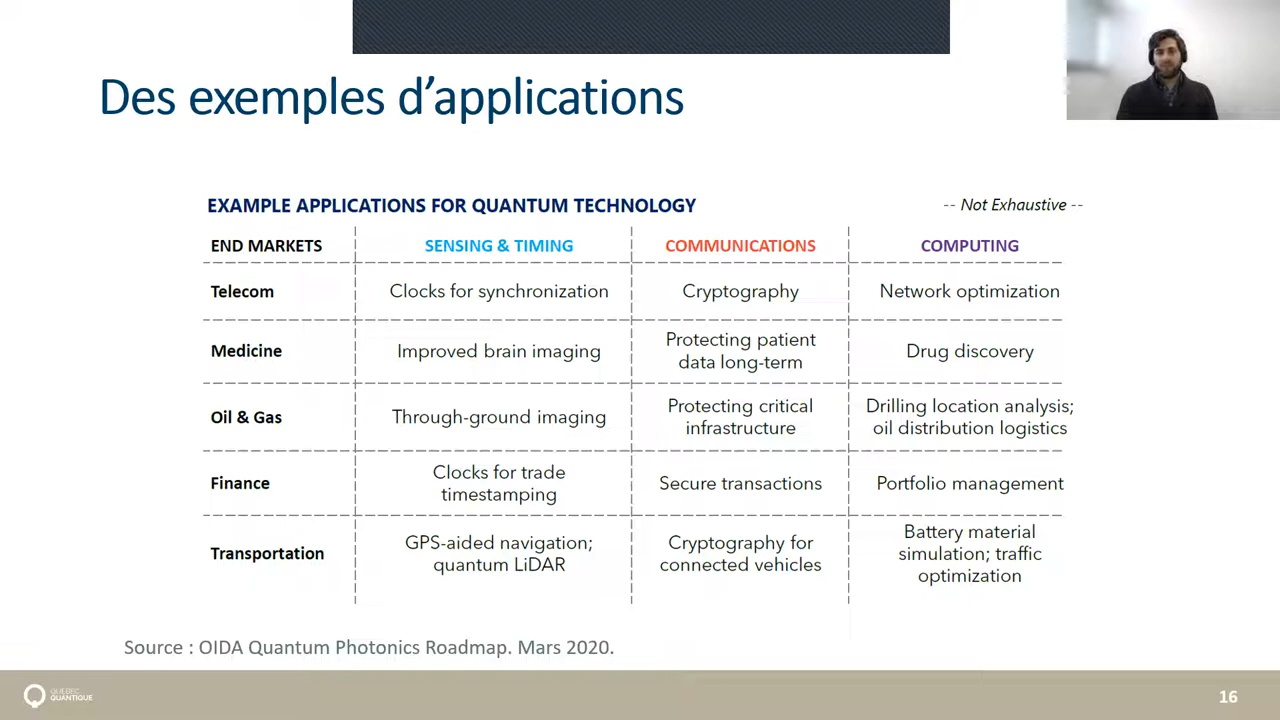 Des exemples d’applications
EXAMPLE APPLICATIONS FOR QUANTUM TECHNOLOGY
-- Not Exhaustive --
END MARKETS SENSING & TIMING COMMUNICATIONS COMPUTING
Telecom Clocks for synchronization Cryptography Network optimization
Medicine Improved brain imaging Protecting patient
data long-term Drug discovery
Oil & Gas Through-ground imaging Protecting critical
infrastructure Drilling location analysis;
oil distribution logistics
Finance Clocks for trade
timestamping Secure transactions Portfolio management
Transportation GPS-aided navigation;
quantum LiDAR Cryptography for
connected vehicles Battery material
simulation; traffic
optimization
Source : OIDA Quantum Photonics Roadmap. Mars 2020.
QUÉBEC
QUANTIQUE
16